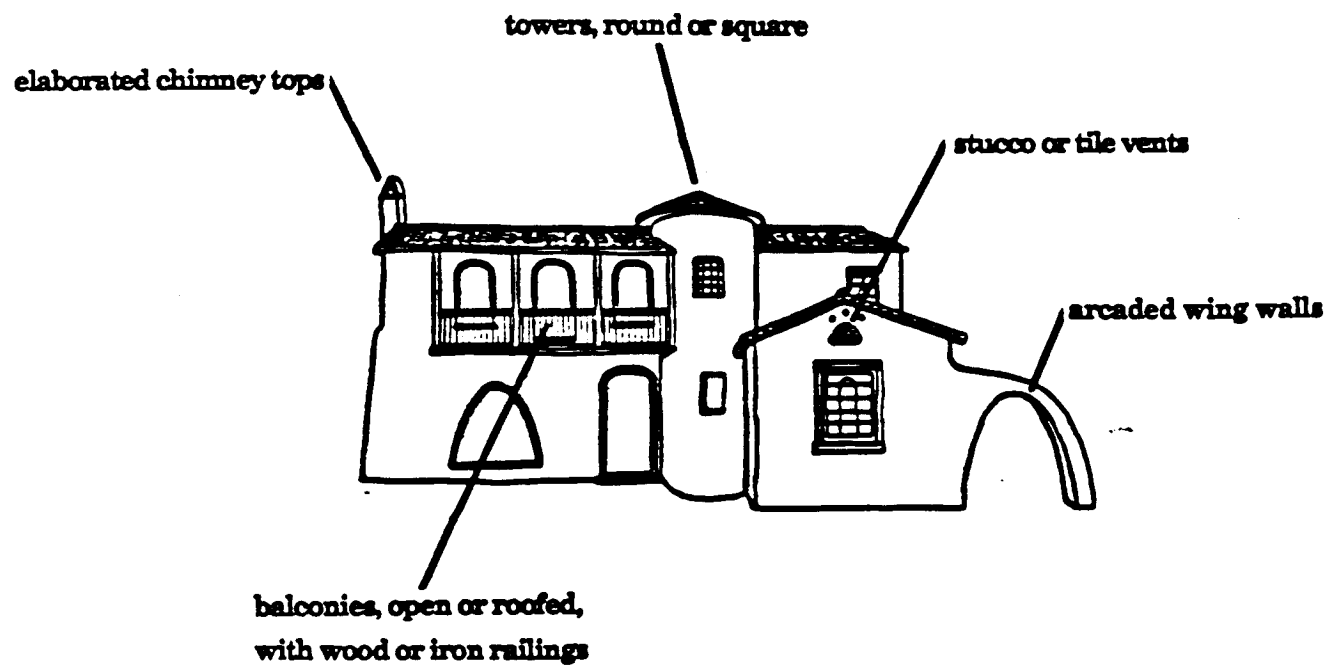 towers, round or square
elaborated chimney tops
stucco or tile vents
arcaded wing walls
balconies, open or roofed,
with wood or iron railings